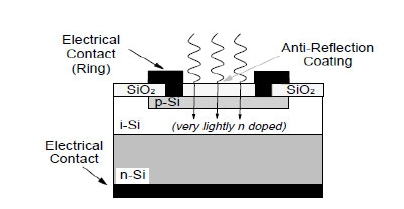 Electrical
Contact
(Ring)
Anti-Reflection
Coating
SiO₂
SiO₂
p-Si
i-Si
(very lightly n doped)
Electrical
Contact
n-Si